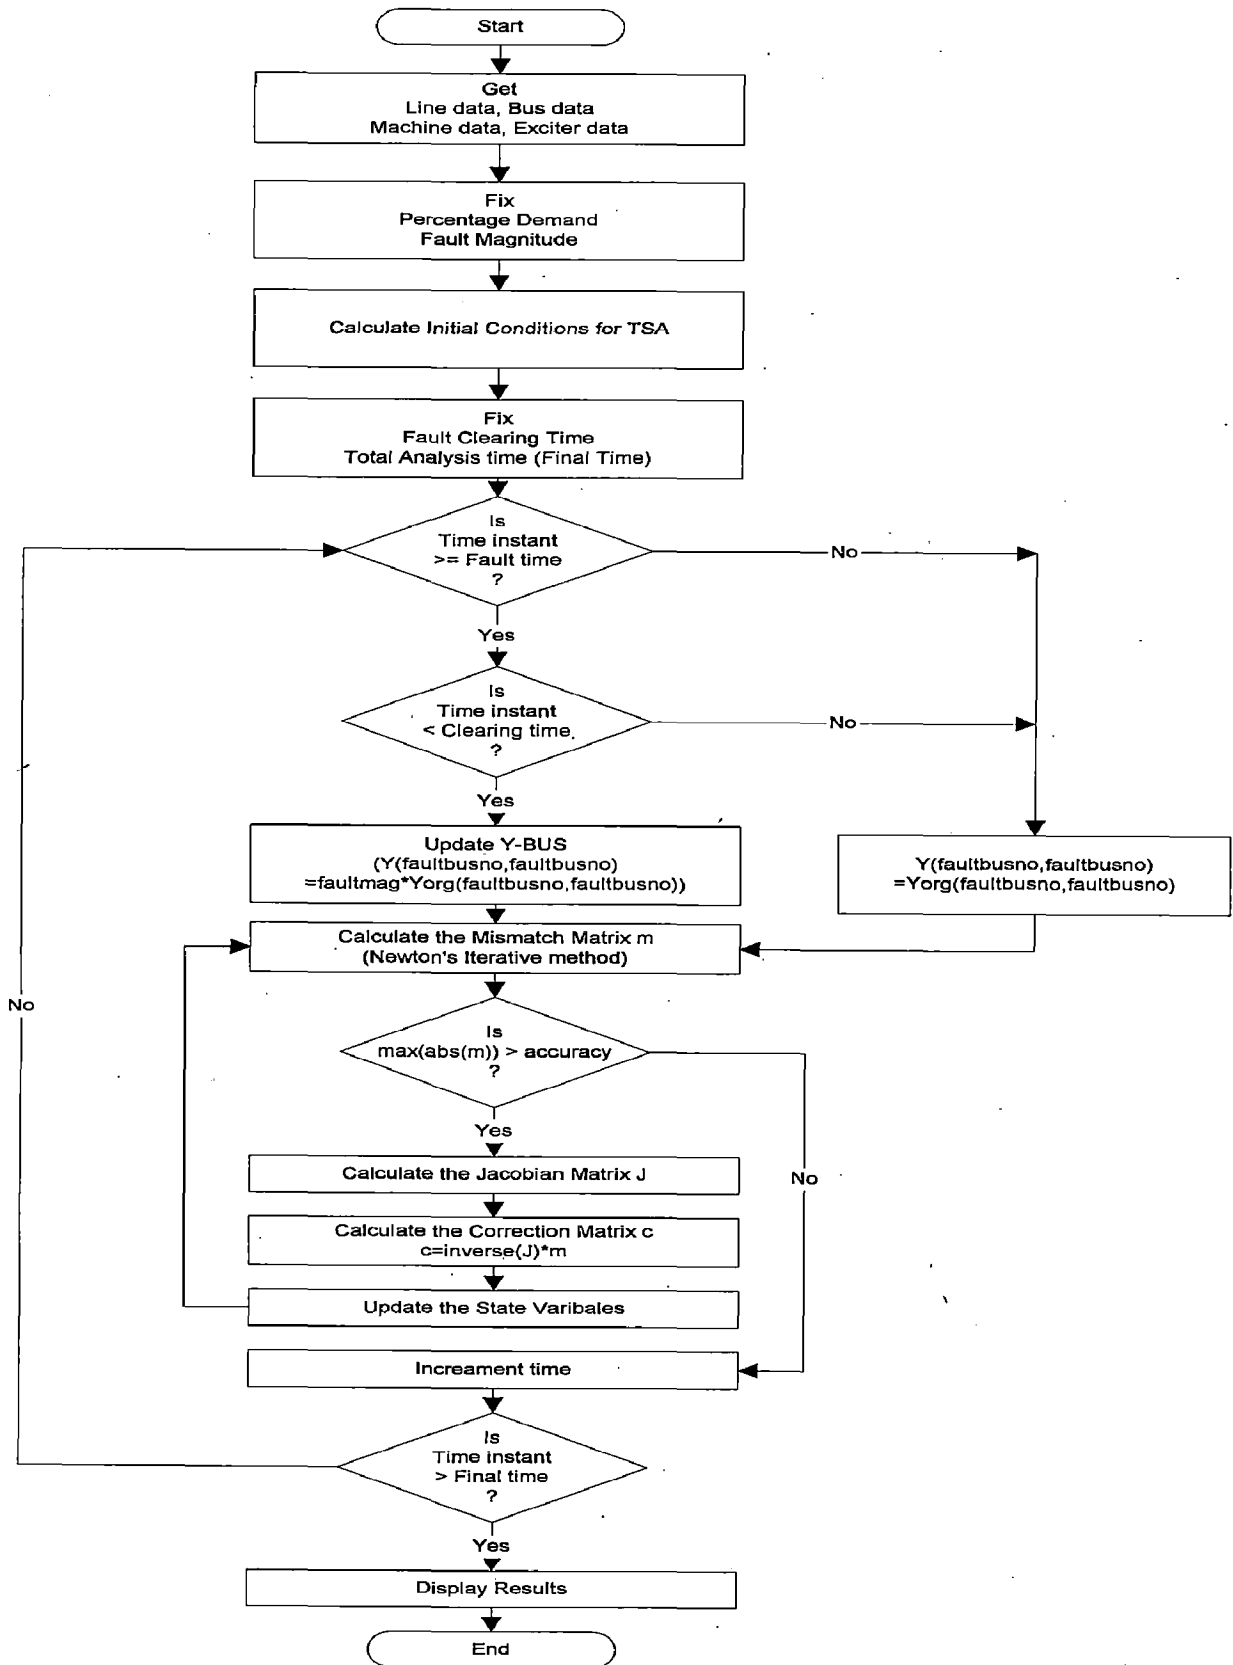 Start
Get
Line data, Bus data
Machine data, Exciter data
Fix
Percentage Demand
Fault Magnitude
Calculate Initial Conditions for TSA
Fix
Fault Clearing Time
Total Analysis time (Final Time)
Is
Time instant
>= Fault time
?
No
Yes
Is
Time instant
< Clearing time
?
No
Yes
Update Y-BUS
(Y(faultbusno,faultbusno)
=faultmag*Yorg(faultbusno,faultbusno))
Y(faultbusno,faultbusno)
=Yorg(faultbusno,faultbusno)
Calculate the Mismatch Matrix m
(Newton's Iterative method)
No
Is
max(abs(m)) > accuracy
?
Yes
No
Calculate the Jacobian Matrix J
Calculate the Correction Matrix c
c=inverse(J)*m
Update the State Varibales
Increament time
Is
Time instant
> Final time
?
Yes
Display Results
End